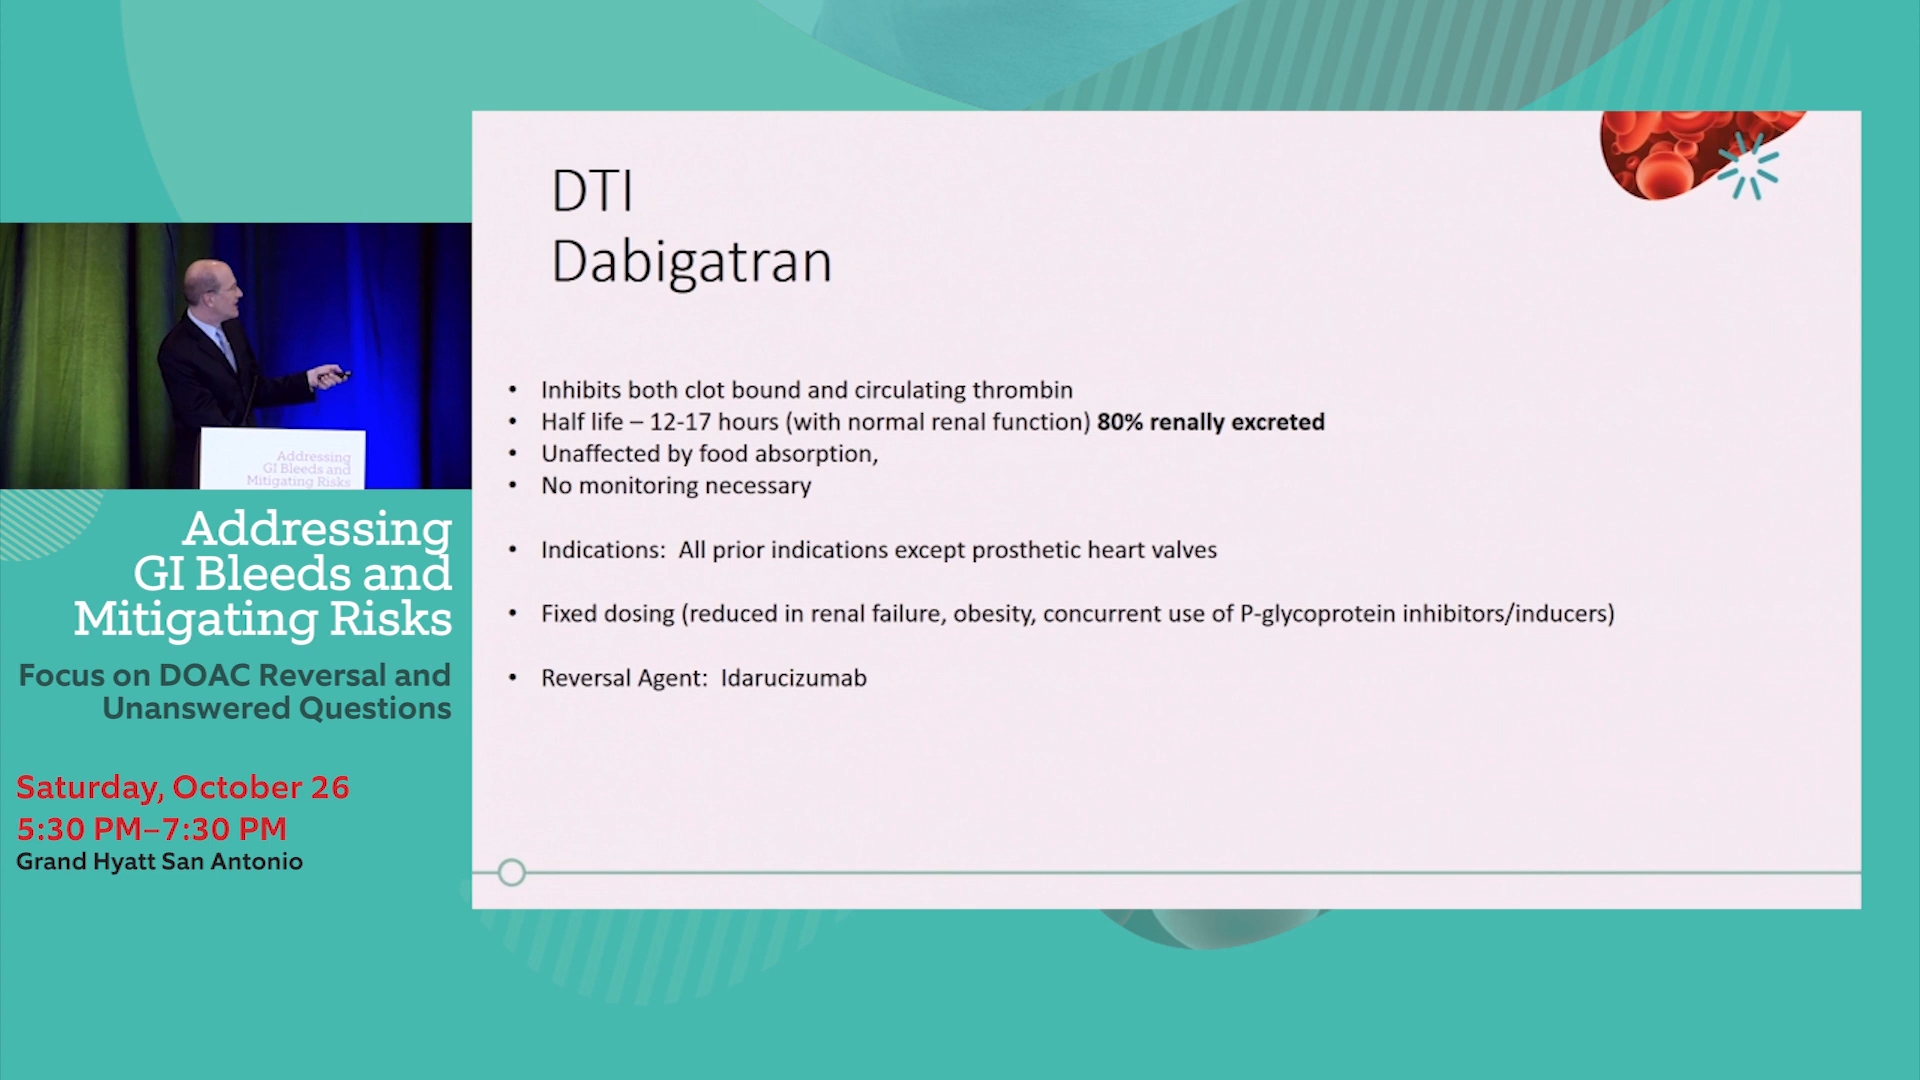 DTI
Dabigatran
• Inhibits both clot bound and circulating thrombin
• Half life – 12-17 hours (with normal renal function) 80% renally excreted
• Unaffected by food absorption,
• No monitoring necessary
• Indications:  All prior indications except prosthetic heart valves
• Fixed dosing (reduced in renal failure, obesity, concurrent use of P-glycoprotein inhibitors/inducers)
• Reversal Agent:  Idarucizumab
Addressing
GI Bleeds and
Mitigating Risks
Addressing
GI Bleeds and
Mitigating Risks
Focus on DOAC Reversal and
Unanswered Questions
Saturday, October 26
5:30 PM–7:30 PM
Grand Hyatt San Antonio